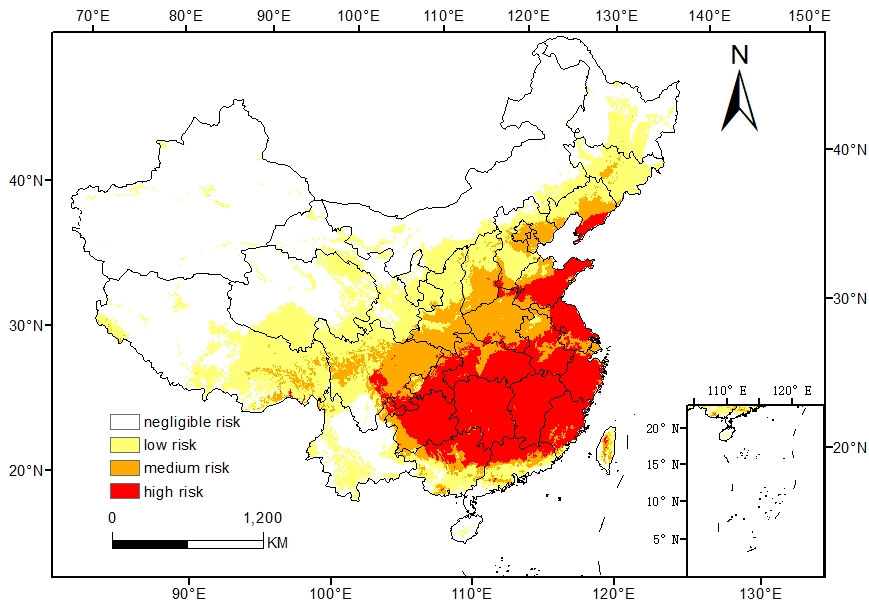 70°E 80°E 90°E 100°E 110°E 120°E 130°E 140°E 150°E
N
40°N 40°N
30°N 30°N
negligible risk
low risk
medium risk
high risk
0 1,200
KM
20°N 20°N
110° E 120° E
20° N
15° N
10° N
5° N
90°E 100°E 110°E 120°E 130°E